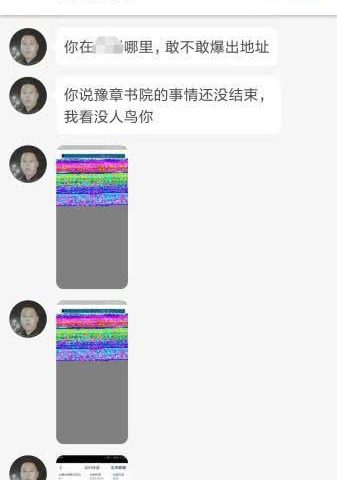 你在哪里，敢不敢爆出地址
你说豫章书院的事情还没结束，
我看没人鸟你